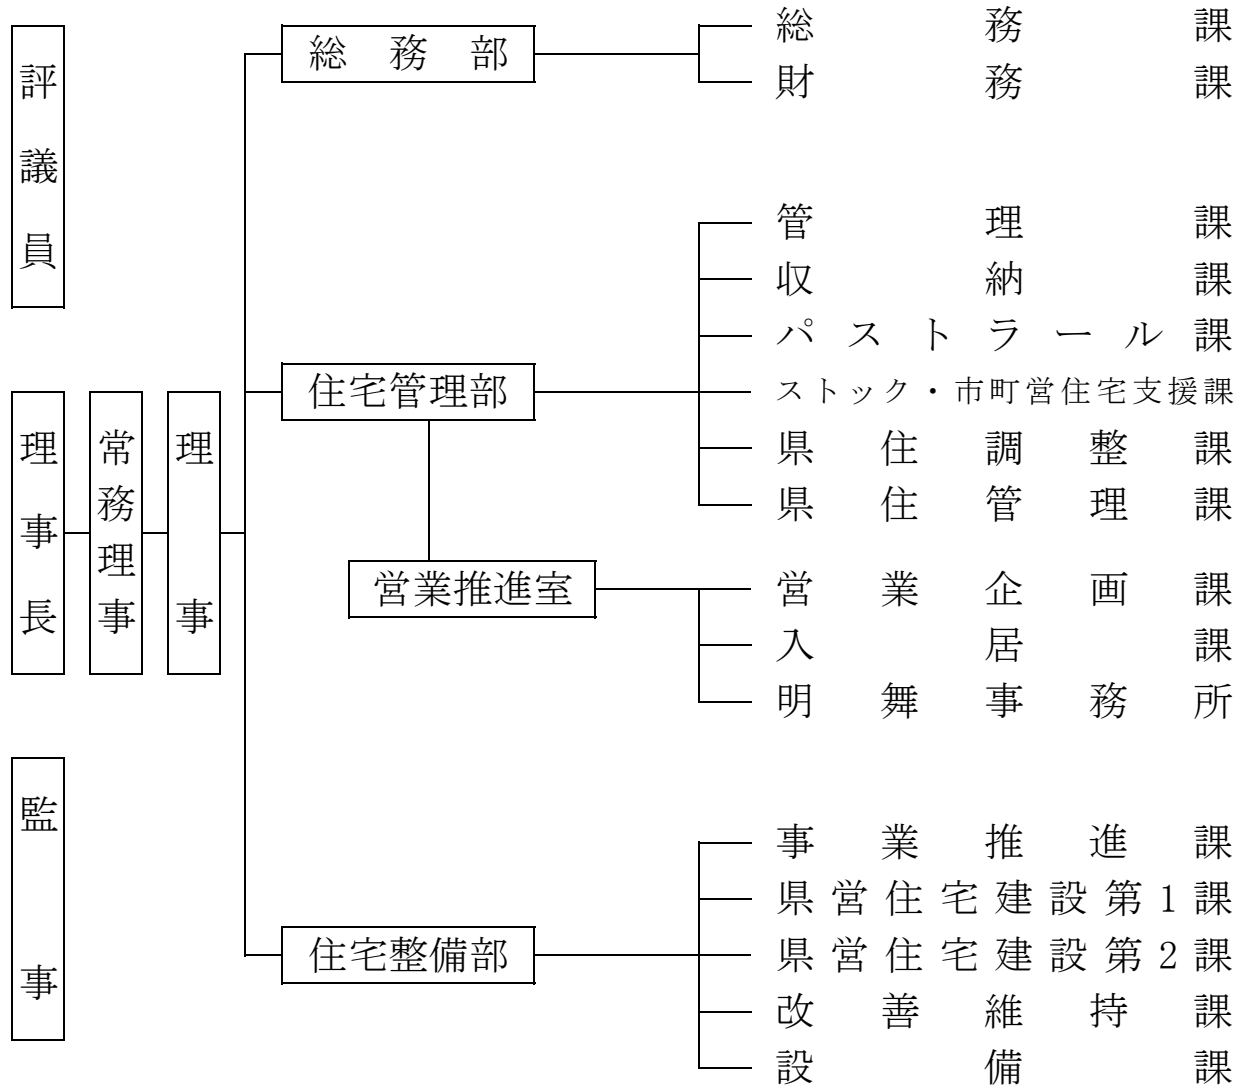 評議員
理事長
常務理事
理事
監事
総務部
総務課
財務課
住宅管理部
管理課
収納課
パストラール課
ストック・市町営住宅支援課
県住調整課
県住管理課
営業推進室
営業企画課
入居課
明舞事務所
住宅整備部
事業推進課
県営住宅建設第1課
県営住宅建設第2課
改善維持課
設備課